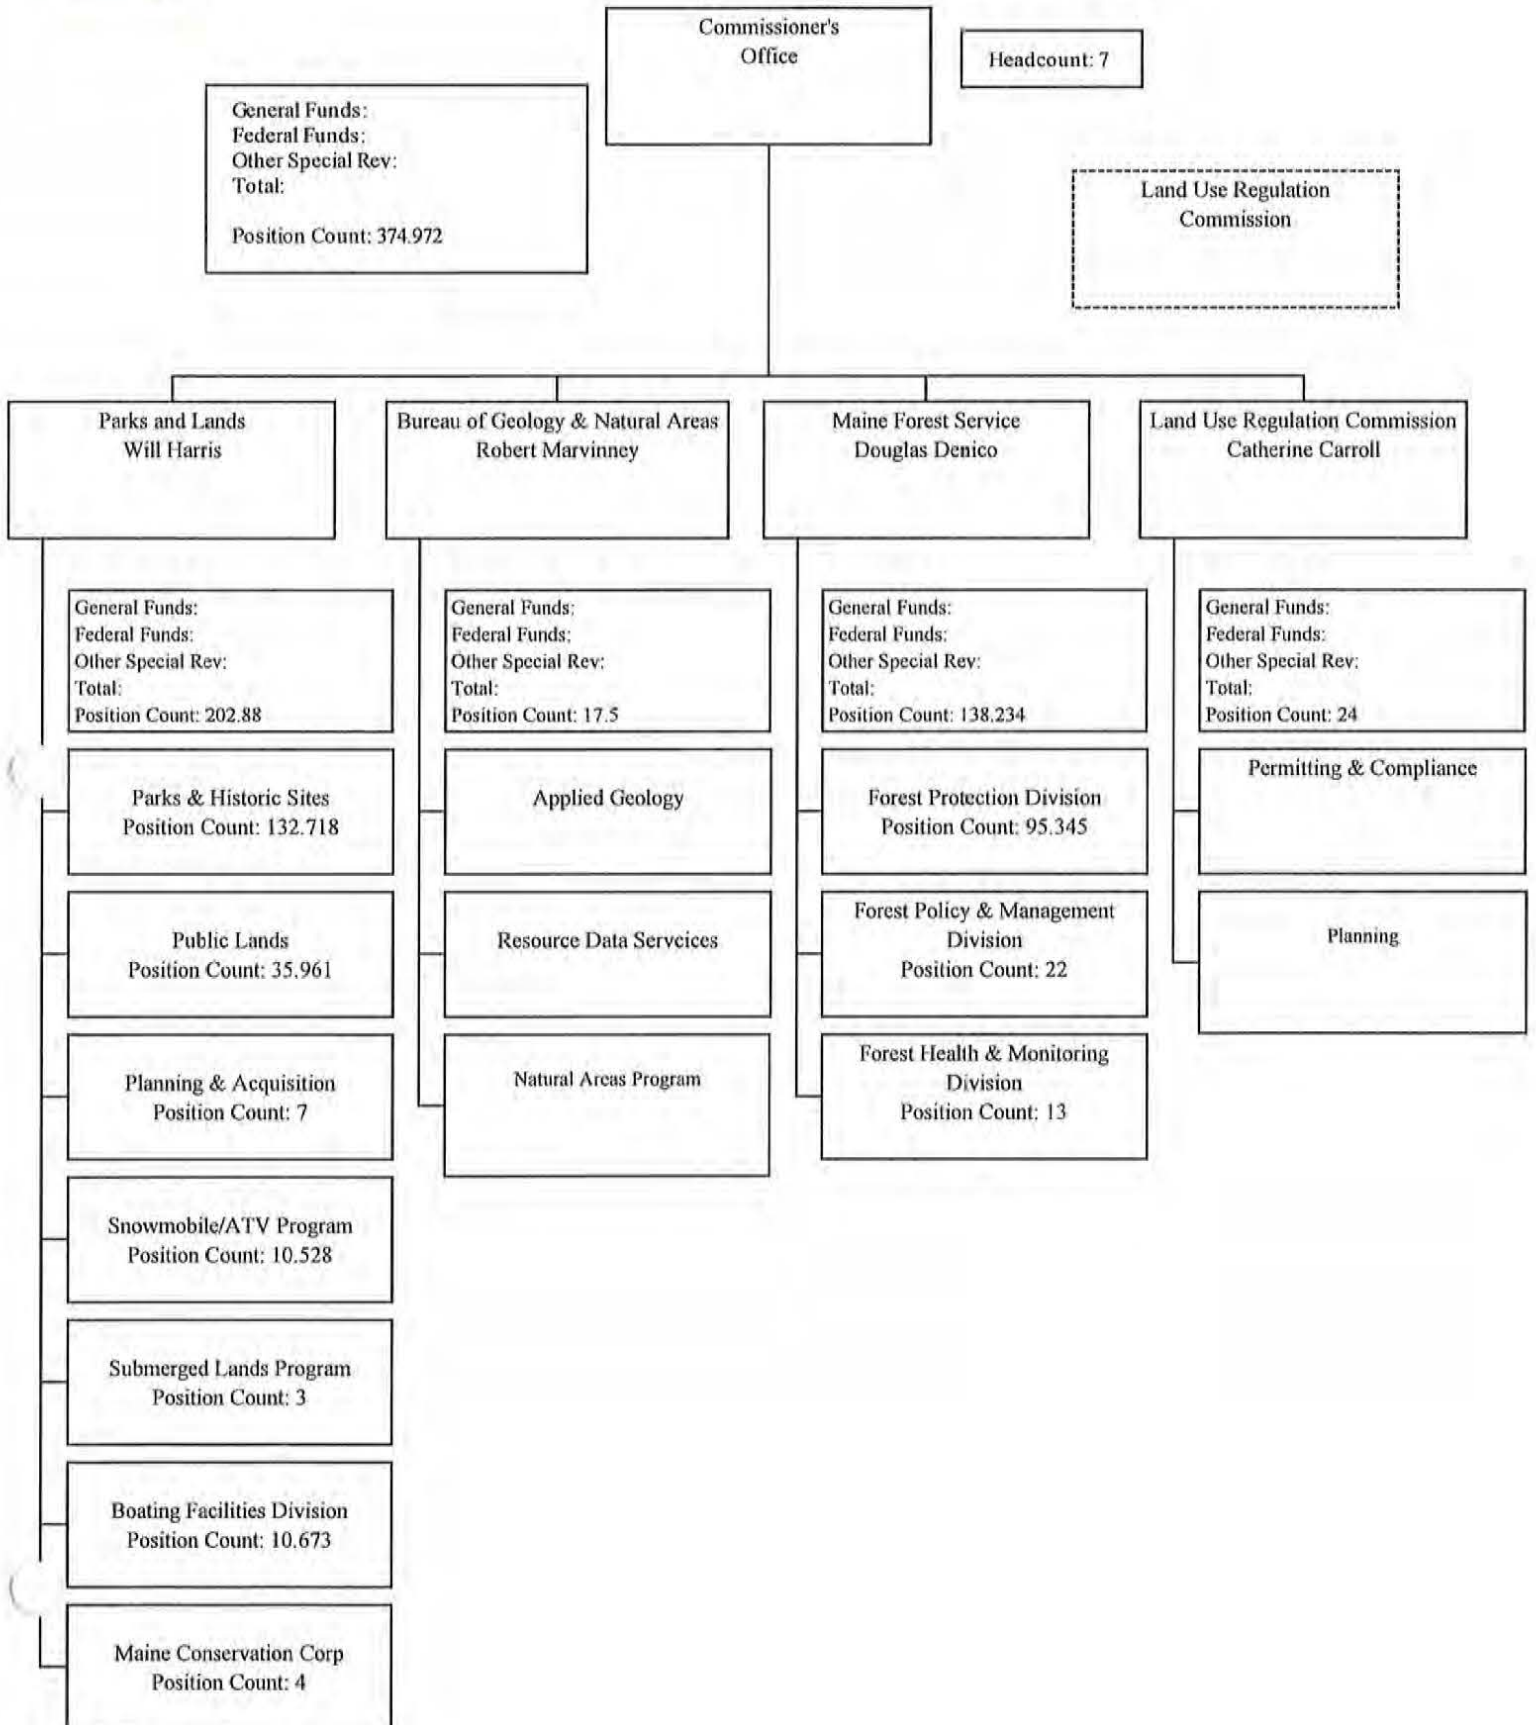 Commissioner's
Office
Headcount: 7
General Funds:
Federal Funds:
Other Special Rev:
Total:
Position Count: 374.972
Land Use Regulation
Commission
Parks and Lands
Will Harris
Bureau of Geology & Natural Areas
Robert Marvinney
Maine Forest Service
Douglas Denico
Land Use Regulation Commission
Catherine Carroll
General Funds:
Federal Funds:
Other Special Rev:
Total:
Position Count: 202.88
Parks & Historic Sites
Position Count: 132.718
Public Lands
Position Count: 35.961
Planning & Acquisition
Position Count: 7
Snowmobile/ATV Program
Position Count: 10.528
Submerged Lands Program
Position Count: 3
Boating Facilities Division
Position Count: 10.673
Maine Conservation Corp
Position Count: 4
General Funds:
Federal Funds:
Other Special Rev:
Total:
Position Count: 17.5
Applied Geology
Resource Data Servcices
Natural Areas Program
General Funds:
Federal Funds:
Other Special Rev:
Total:
Position Count: 138.234
Forest Protection Division
Position Count: 95.345
Forest Policy & Management
Division
Position Count: 22
Forest Health & Monitoring
Division
Position Count: 13
General Funds:
Federal Funds:
Other Special Rev:
Total:
Position Count: 24
Permitting & Compliance
Planning